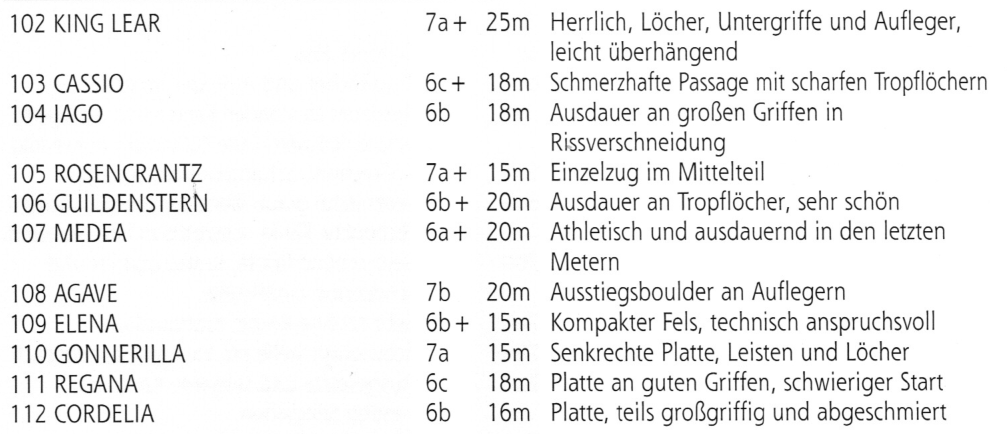 102 KING LEAR 7a+ 25m Herrlich, Löcher, Untergriffe und Aufleger,
leicht überhängend
103 CASSIO 6c+ 18m Schmerzhafte Passage mit scharfen Tropflöchern
104 IAGO 6b 18m Ausdauer an großen Griffen in
Rissverschneidung
105 ROSENCRANTZ 7a+ 15m Einzelzug im Mittelteil
106 GUILDENSTERN 6b+ 20m Ausdauer an Tropflöcher, sehr schön
107 MEDEA 6a+ 20m Athletisch und ausdauernd in den letzten
Metern
108 AGAVE 7b 20m Ausstiegsboulder an Auflegern
109 ELENA 6b+ 15m Kompakter Fels, technisch anspruchsvoll
110 GONNERILLA 7a 15m Senkrechte Platte, Leisten und Löcher
111 REGANA 6c 18m Platte an guten Griffen, schwieriger Start
112 CORDELIA 6b 16m Platte, teils großgriffig und abgeschmiert